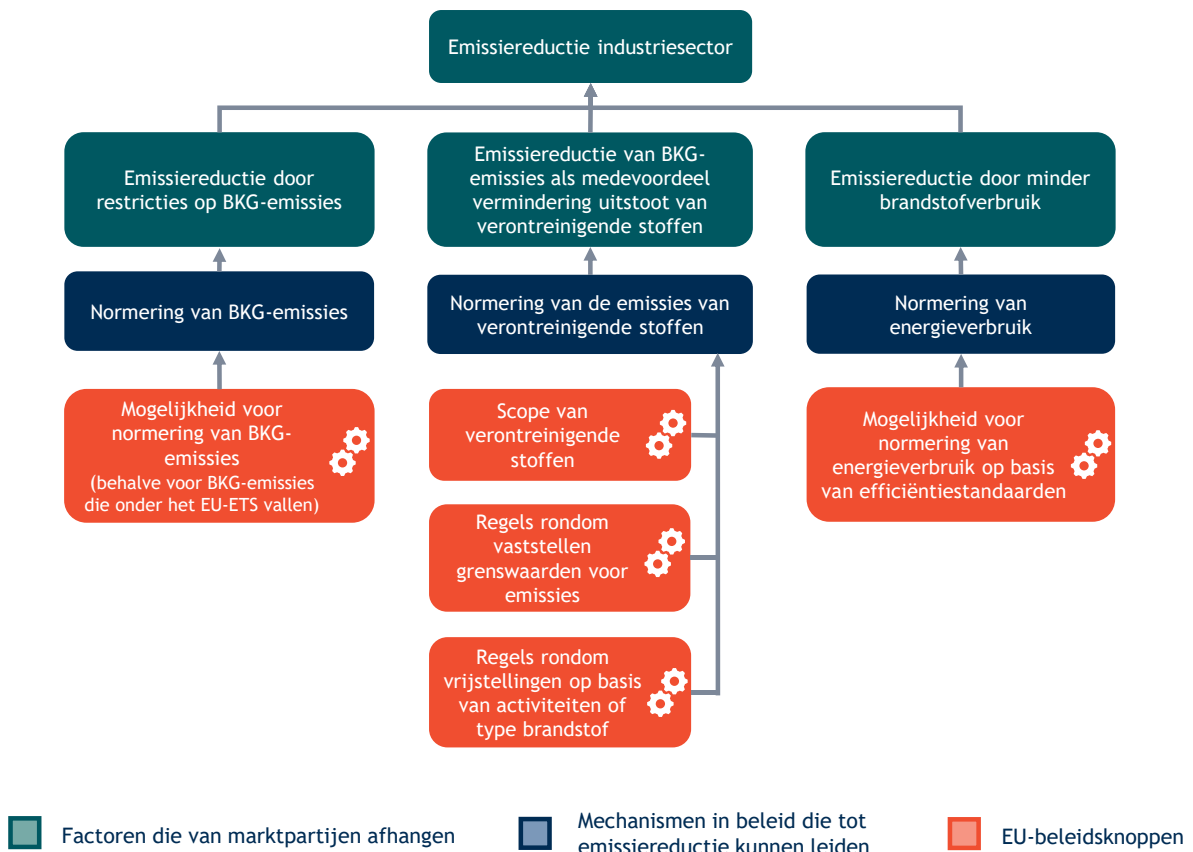 Emissiereductie industriesector
Emissiereductie door
restricties op BKG-emissies
Emissiereductie van BKG-
emissies als medevoordeel
vermindering uitstoot van
verontreinigende stoffen
Emissiereductie door minder
brandstofverbruik
Normering van BKG-emissies
Normering van de emissies van
verontreinigende stoffen
Normering van
energieverbruik
Mogelijkheid voor
normering van BKG-
emissies
(behalve voor BKG-emissies
die onder het EU-ETS vallen)
Scope van
verontreinigende
stoffen
Mogelijkheid voor
normering van
energieverbruik op basis
van efficiëntiestandaarden
Regels rondom
vaststellen
grenswaarden voor
emissies
Regels rondom
vrijstellingen op basis
van activiteiten of
type brandstof
Factoren die van marktpartijen afhangen
Mechanismen in beleid die tot
emissiereductie kunnen leiden
EU-beleidsknoppen